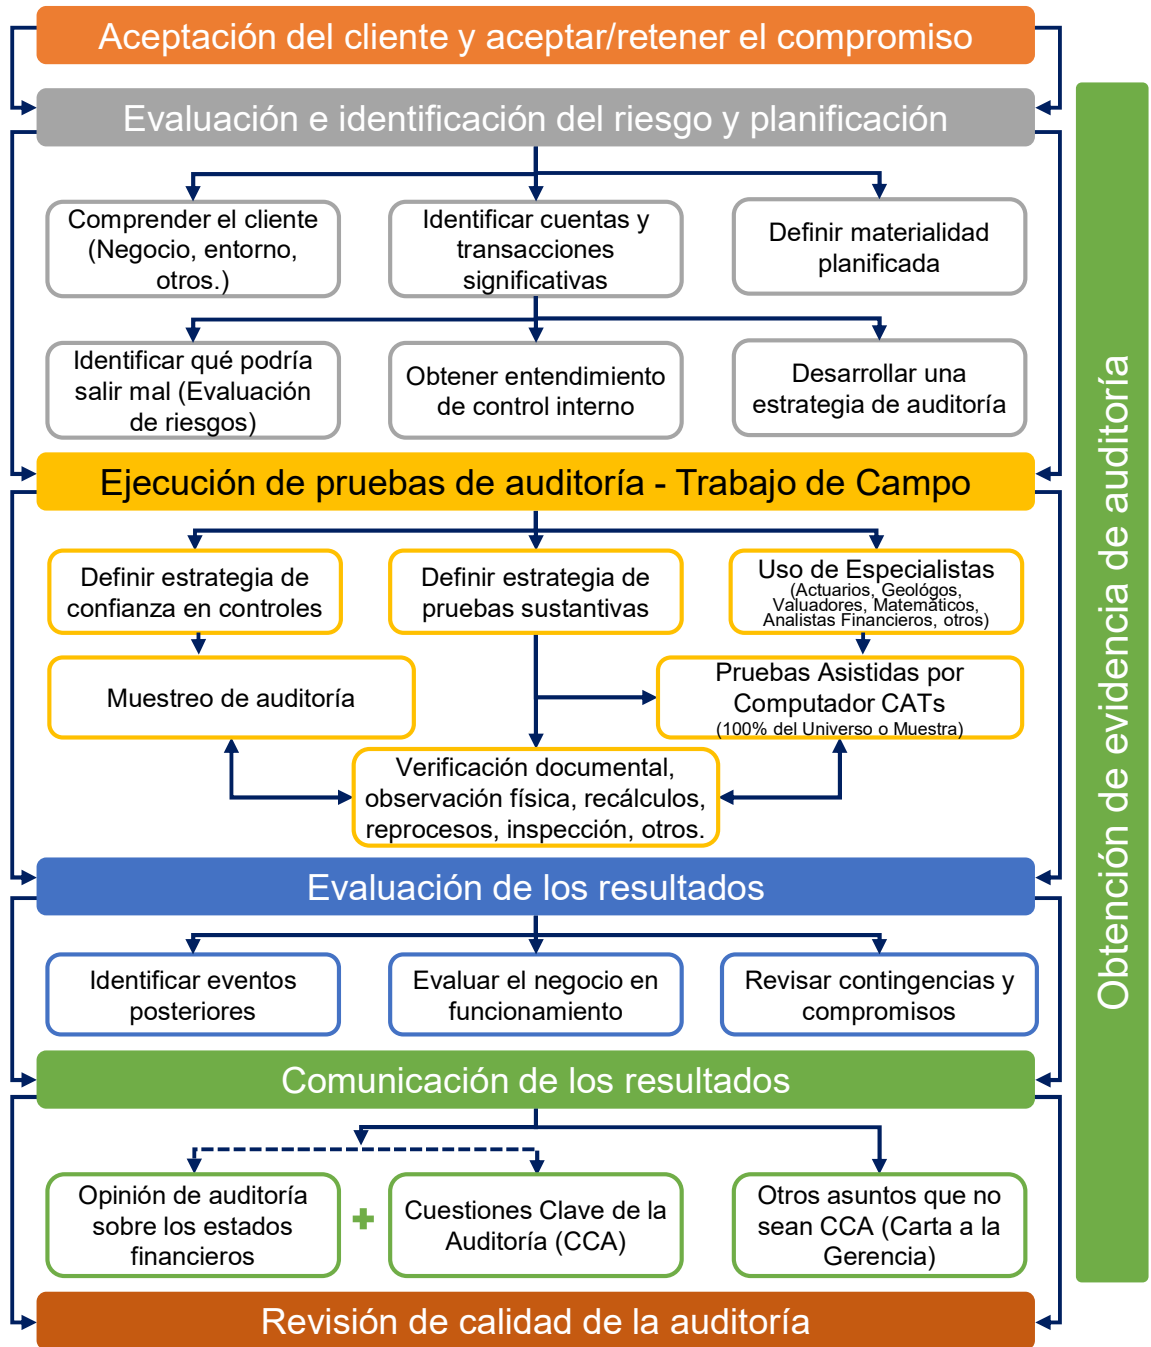 Aceptación del cliente y aceptar/retener el compromiso
Evaluación e identificación del riesgo y planificación
Comprender el cliente
(Negocio, entorno,
otros.)
Identificar cuentas y
transacciones
significativas
Definir materialidad
planificada
Identificar qué podría
salir mal (Evaluación
de riesgos)
Obtener entendimiento
de control interno
Desarrollar una
estrategia de auditoría
Ejecución de pruebas de auditoría - Trabajo de Campo
Definir estrategia de
confianza en controles
Definir estrategia de
pruebas sustantivas
Uso de Especialistas
(Actuarios, Geológos,
Valuadores, Matemáticos,
Analistas Financieros, otros)
Muestreo de auditoría
Pruebas Asistidas por
Computador CATs
(100% del Universo o Muestra)
Verificación documental,
observación física, recálculos,
reprocesos, inspección, otros.
Evaluación de los resultados
Identificar eventos
posteriores
Evaluar el negocio en
funcionamiento
Revisar contingencias y
compromisos
Comunicación de los resultados
Opinión de auditoría
sobre los estados
financieros
Cuestiones Clave de la
Auditoría (CCA)
Otros asuntos que no
sean CCA (Carta a la
Gerencia)
Revisión de calidad de la auditoría
Obtención de evidencia de auditoría